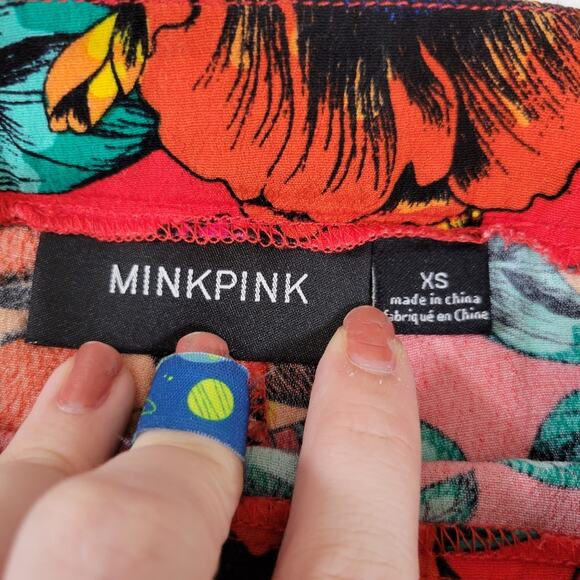 MINKPINK
XS
made in china
fabriqué en Chine